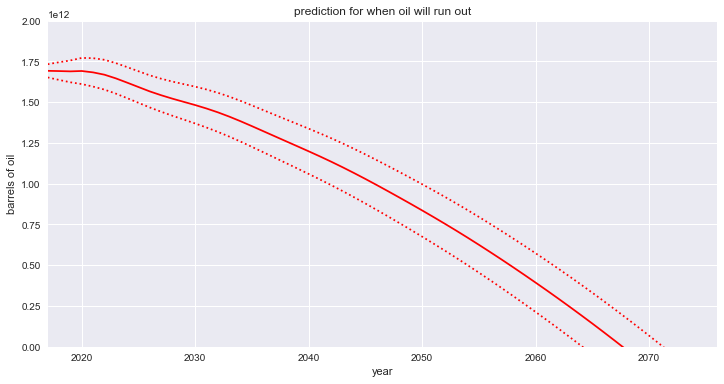 prediction for when oil will run out
1e12
2.00
1.75
1.50
1.25
1.00
0.75
0.50
0.25
0.00
barrels of oil
2020 2030 2040 2050 2060 2070
year